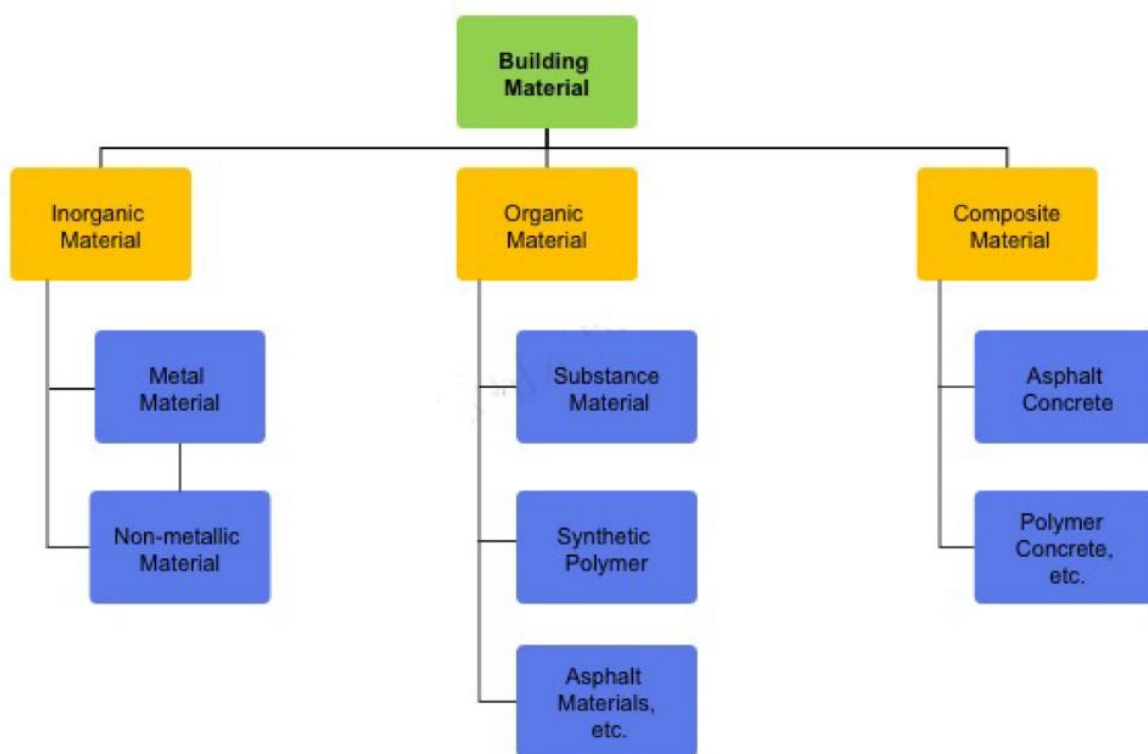 Building
Material
Inorganic
Material
Organic
Material
Composite
Material
Metal
Material
Substance
Material
Asphalt
Concrete
Non-metallic
Material
Synthetic
Polymer
Polymer
Concrete,
etc.
Asphalt
Materials,
etc.